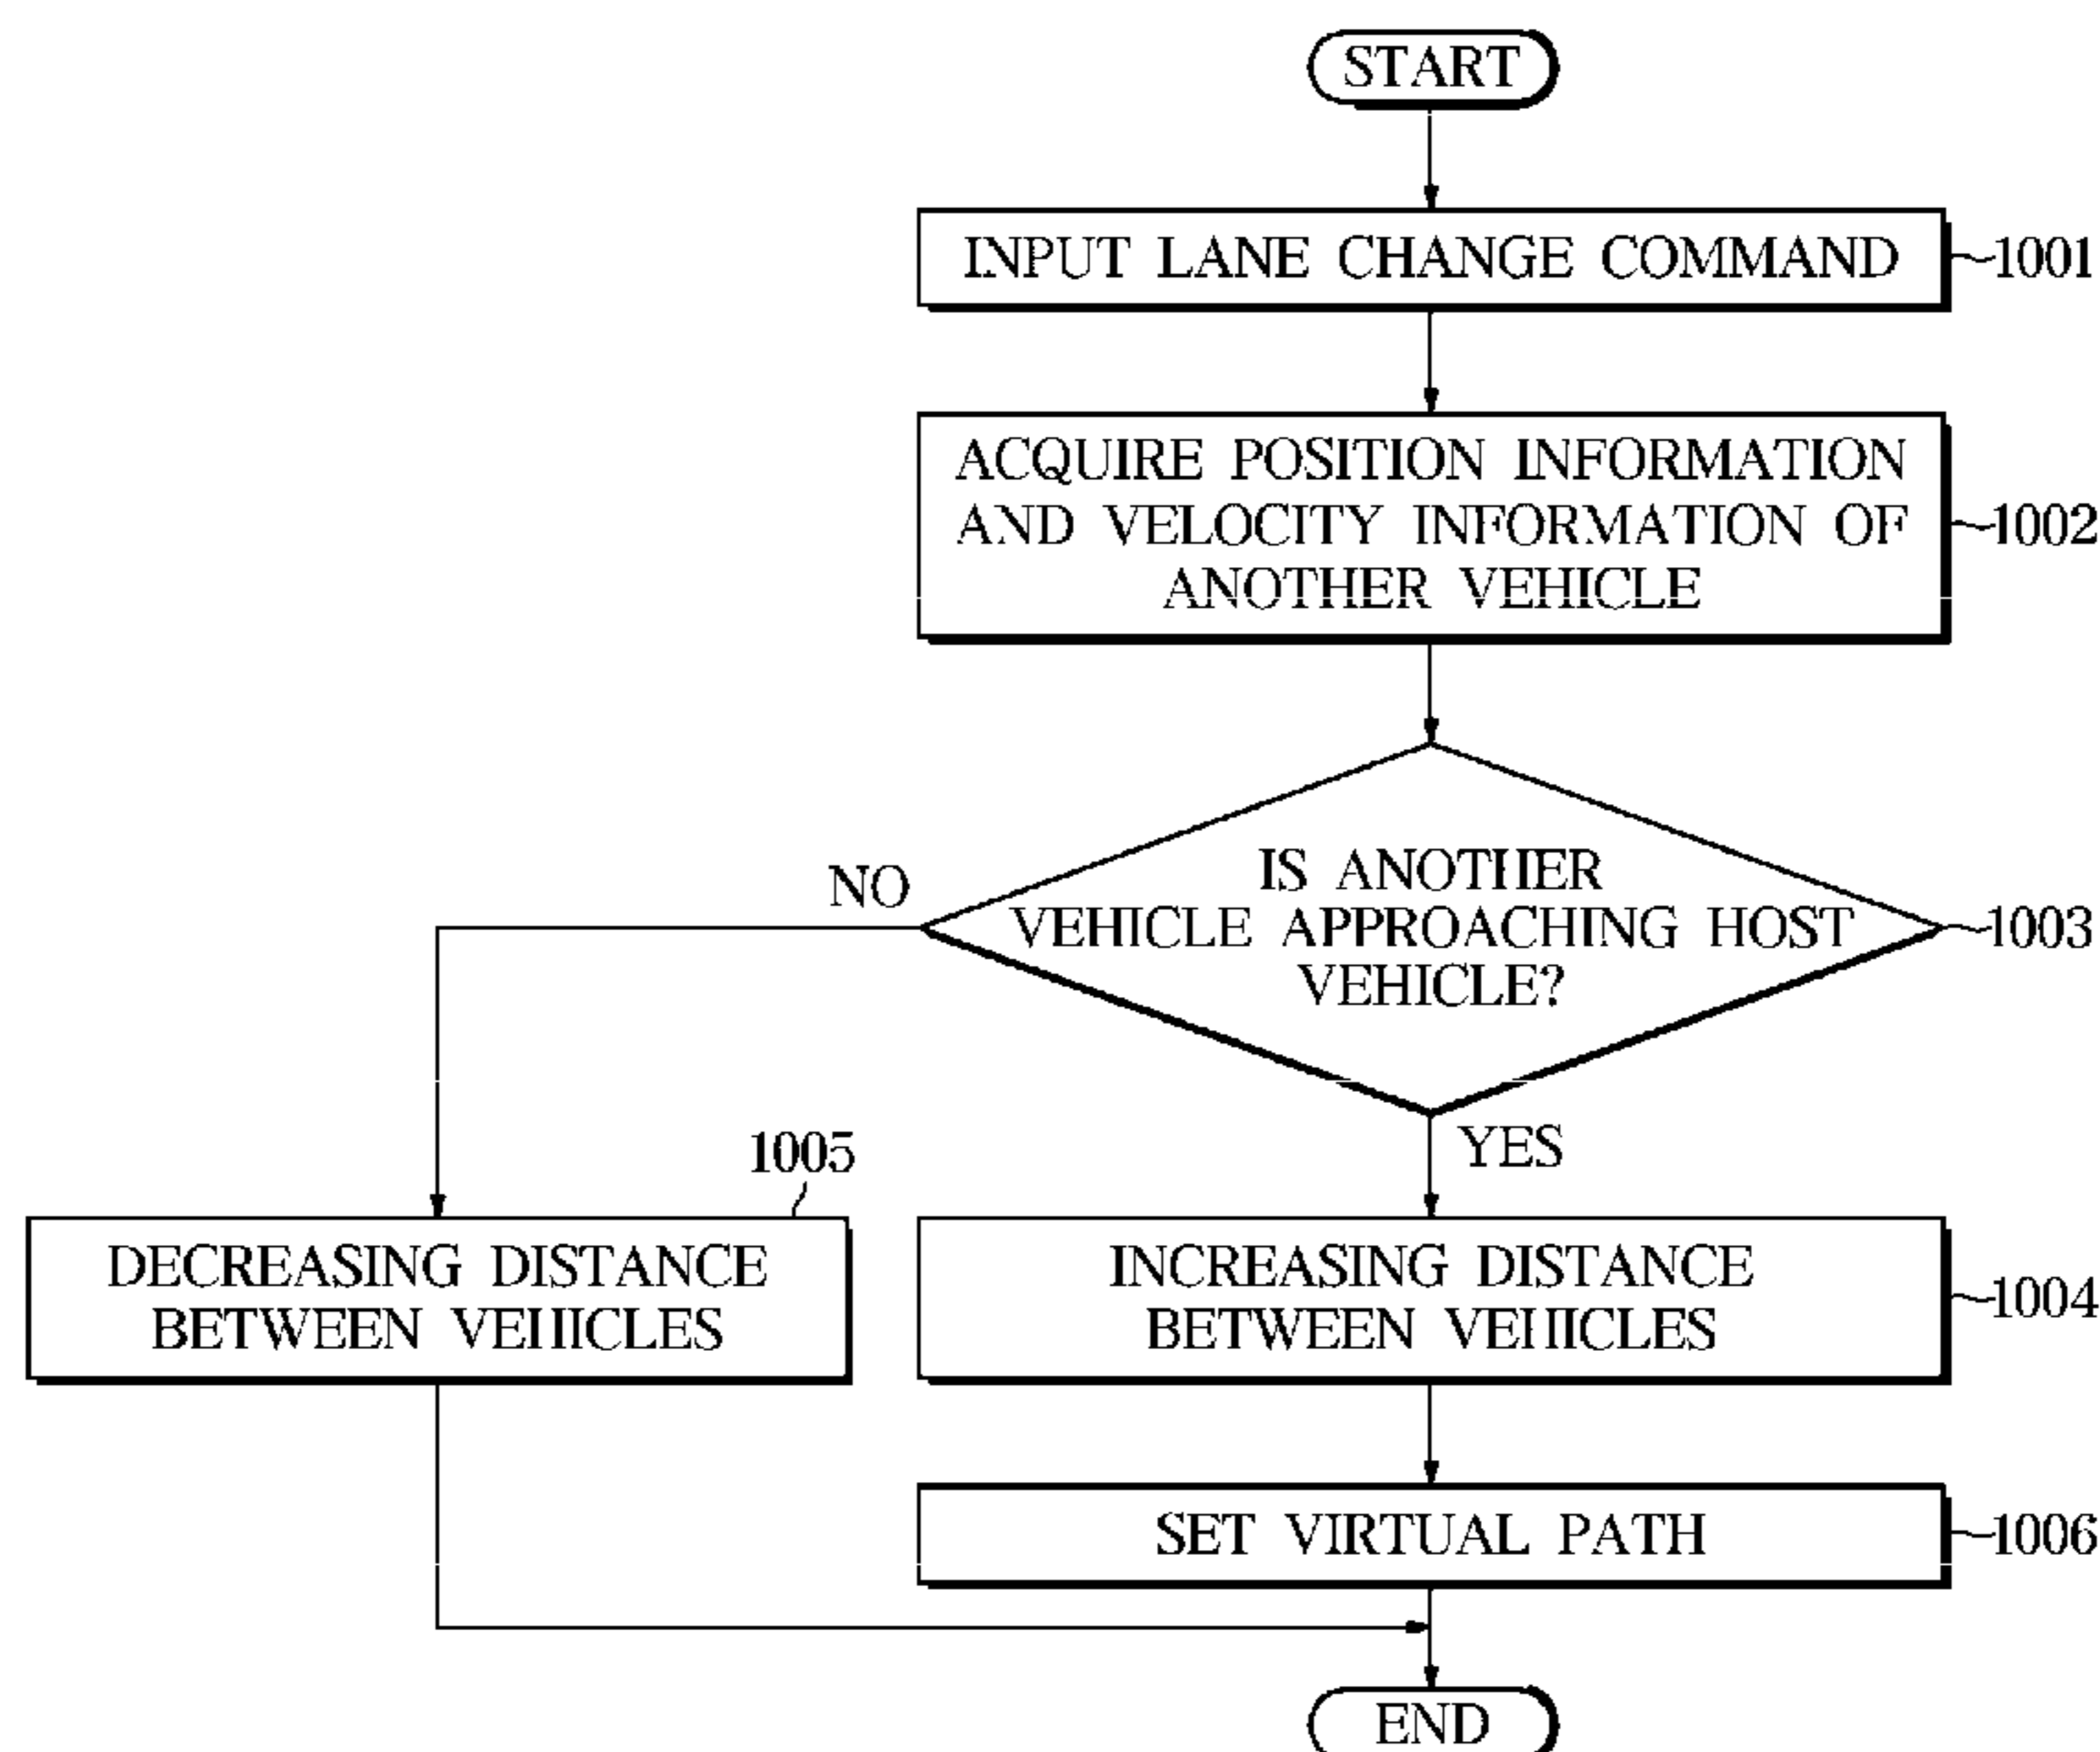 START
INPUT LANE CHANGE COMMAND
1001
ACQUIRE POSITION INFORMATION
AND VELOCITY INFORMATION OF
ANOTHER VEHICLE
1002
IS ANOTHER
VEHICLE APPROACHING HOST
VEHICLE?
1003
NO
YES
1005
DECREASING DISTANCE
BETWEEN VEHICLES
INCREASING DISTANCE
BETWEEN VEHICLES
1004
SET VIRTUAL PATH
1006
END